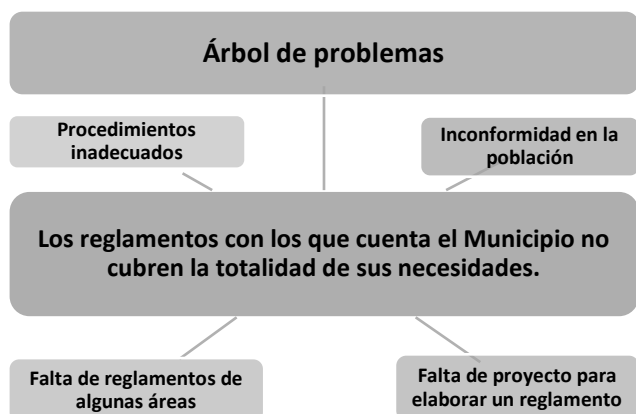 Árbol de problemas
Procedimientos
inadecuados
Inconformidad en la
población
Los reglamentos con los que cuenta el Municipio no
cubren la totalidad de sus necesidades.
Falta de reglamentos de
algunas áreas
Falta de proyecto para
elaborar un reglamento